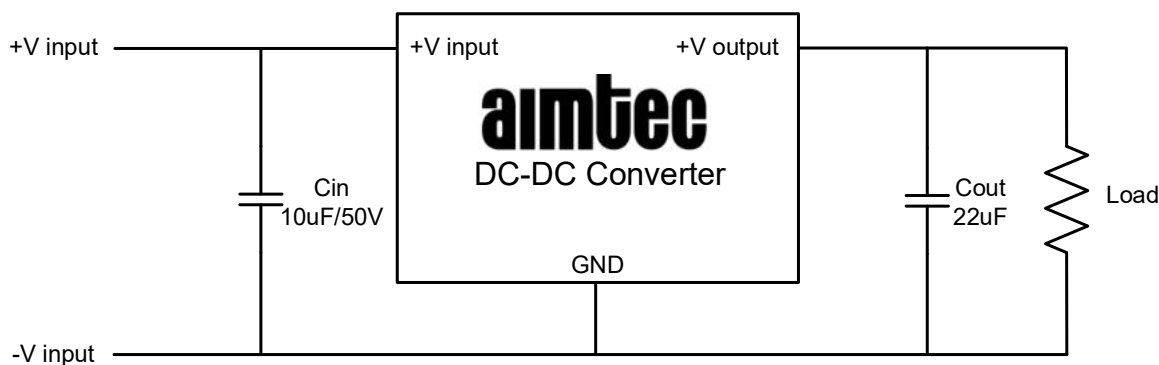 +V input
+V input
+V output
aimtec
DC-DC Converter
Cin
10uF/50V
Cout
22uF
Load
GND
-V input